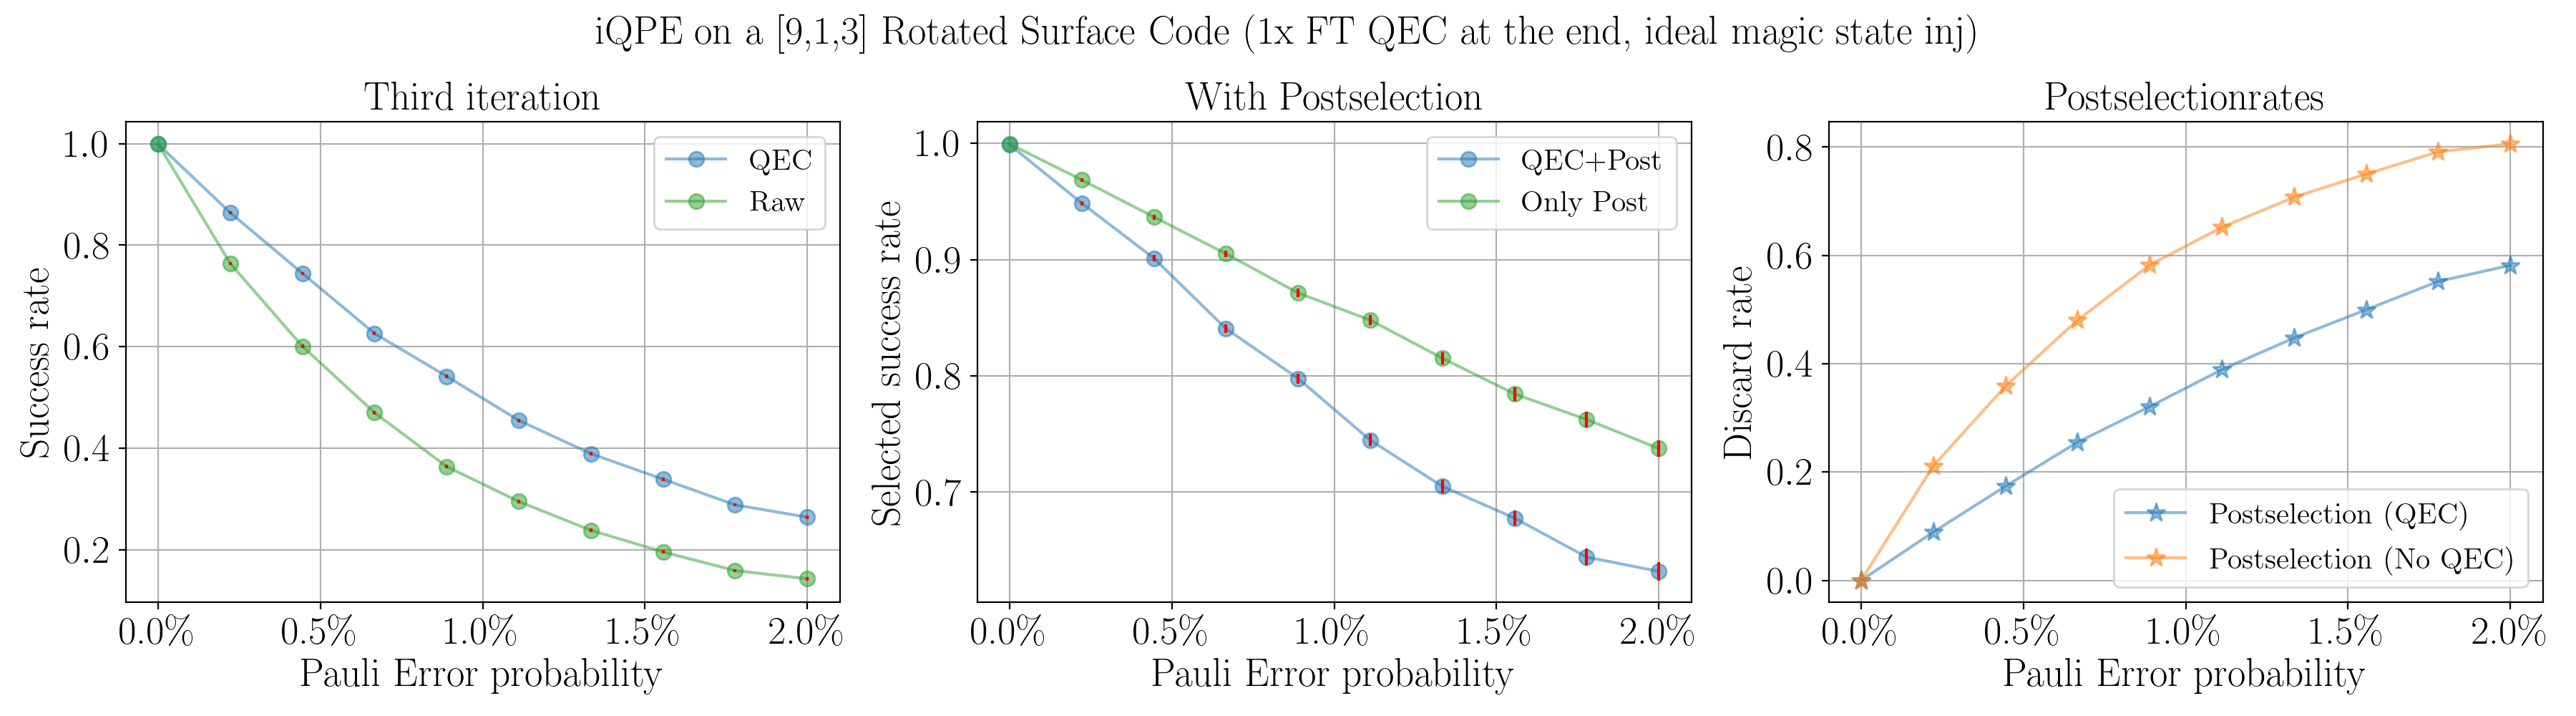 iQPE on a [9,1,3] Rotated Surface Code (1x FT QEC at the end, ideal magic state inj)
Third iteration
Success rate
1.0
0.8
0.6
0.4
0.2
QEC
Raw
0.0%
0.5%
1.0%
1.5%
2.0%
Pauli Error probability
With Postselection
Selected success rate
1.0
0.9
0.8
0.7
QEC+Post
Only Post
0.0%
0.5%
1.0%
1.5%
2.0%
Pauli Error probability
Postselectionrates
Discard rate
0.8
0.6
0.4
0.2
0.0
Postselection (QEC)
Postselection (No QEC)
0.0%
0.5%
1.0%
1.5%
2.0%
Pauli Error probability